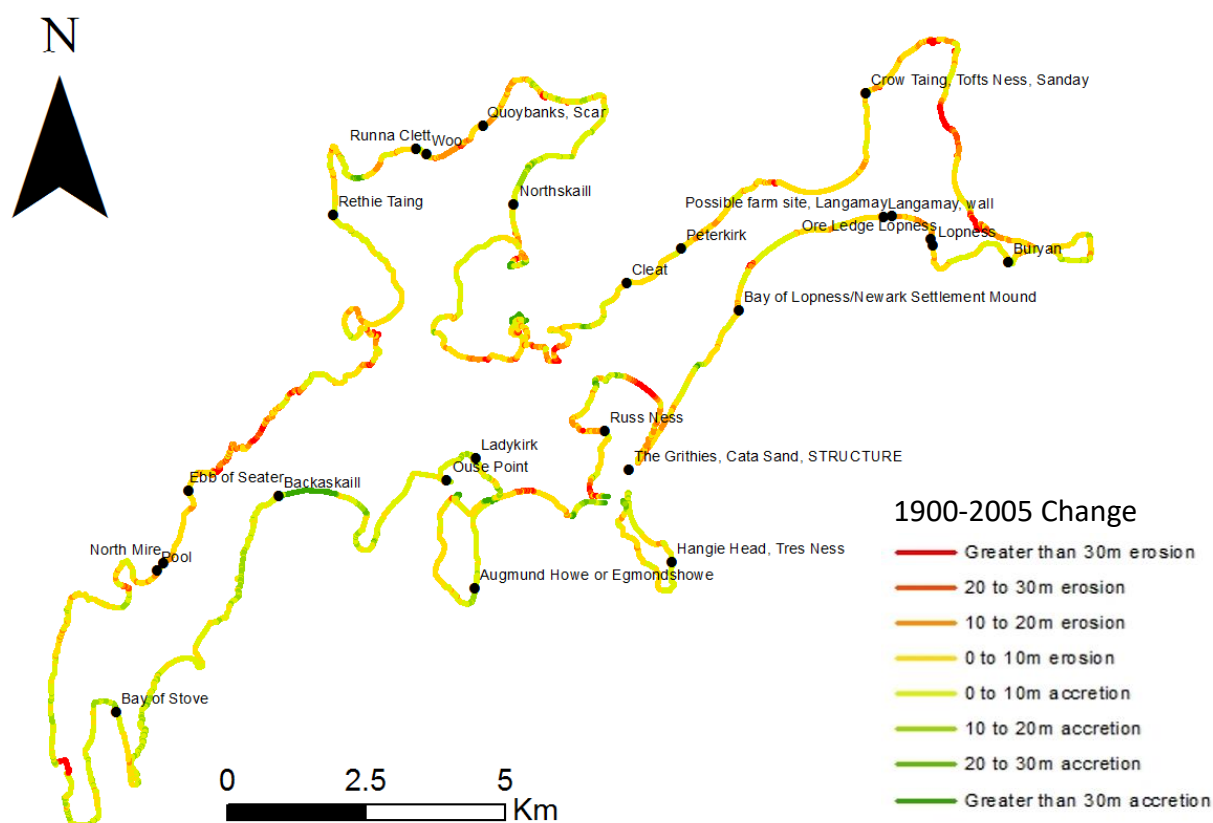 N
Crow Taing, Tofts Ness, Sanday
Quoybanks, Scar
Runna Clett
Woo
Northskaill
Rethie Taing
Possible farm site, Langamay
Langamay, wall
Ore Ledge Lopness
Lopness
Buryan
Peterkirk
Cleat
Bay of Lopness/Newark Settlement Mound
Russ Ness
Ladykirk
The Grithies, Cata Sand, STRUCTURE
Ouse Point
Ebb of Seater
Backaskaill
North Mire
Pool
Hangie Head, Tres Ness
Augmund Howe or Egmondshowe
Bay of Stove
1900-2005 Change
Greater than 30m erosion
20 to 30m erosion
10 to 20m erosion
0 to 10m erosion
0 to 10m accretion
10 to 20m accretion
20 to 30m accretion
Greater than 30m accretion
0 2.5 5
Km